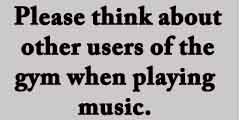 Please think about
other users of the
gym when playing
music.